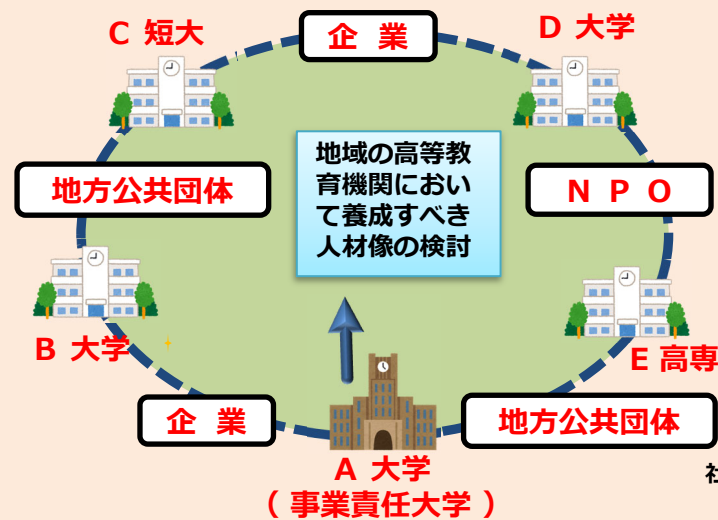 企 業
C 短大
D 大学
地域の高等教
育機関におい
て養成すべき
人材像の検討
地方公共団体
N P O
B 大学
E 高専
企 業
地方公共団体
A 大学
( 事業責任大学 )
社